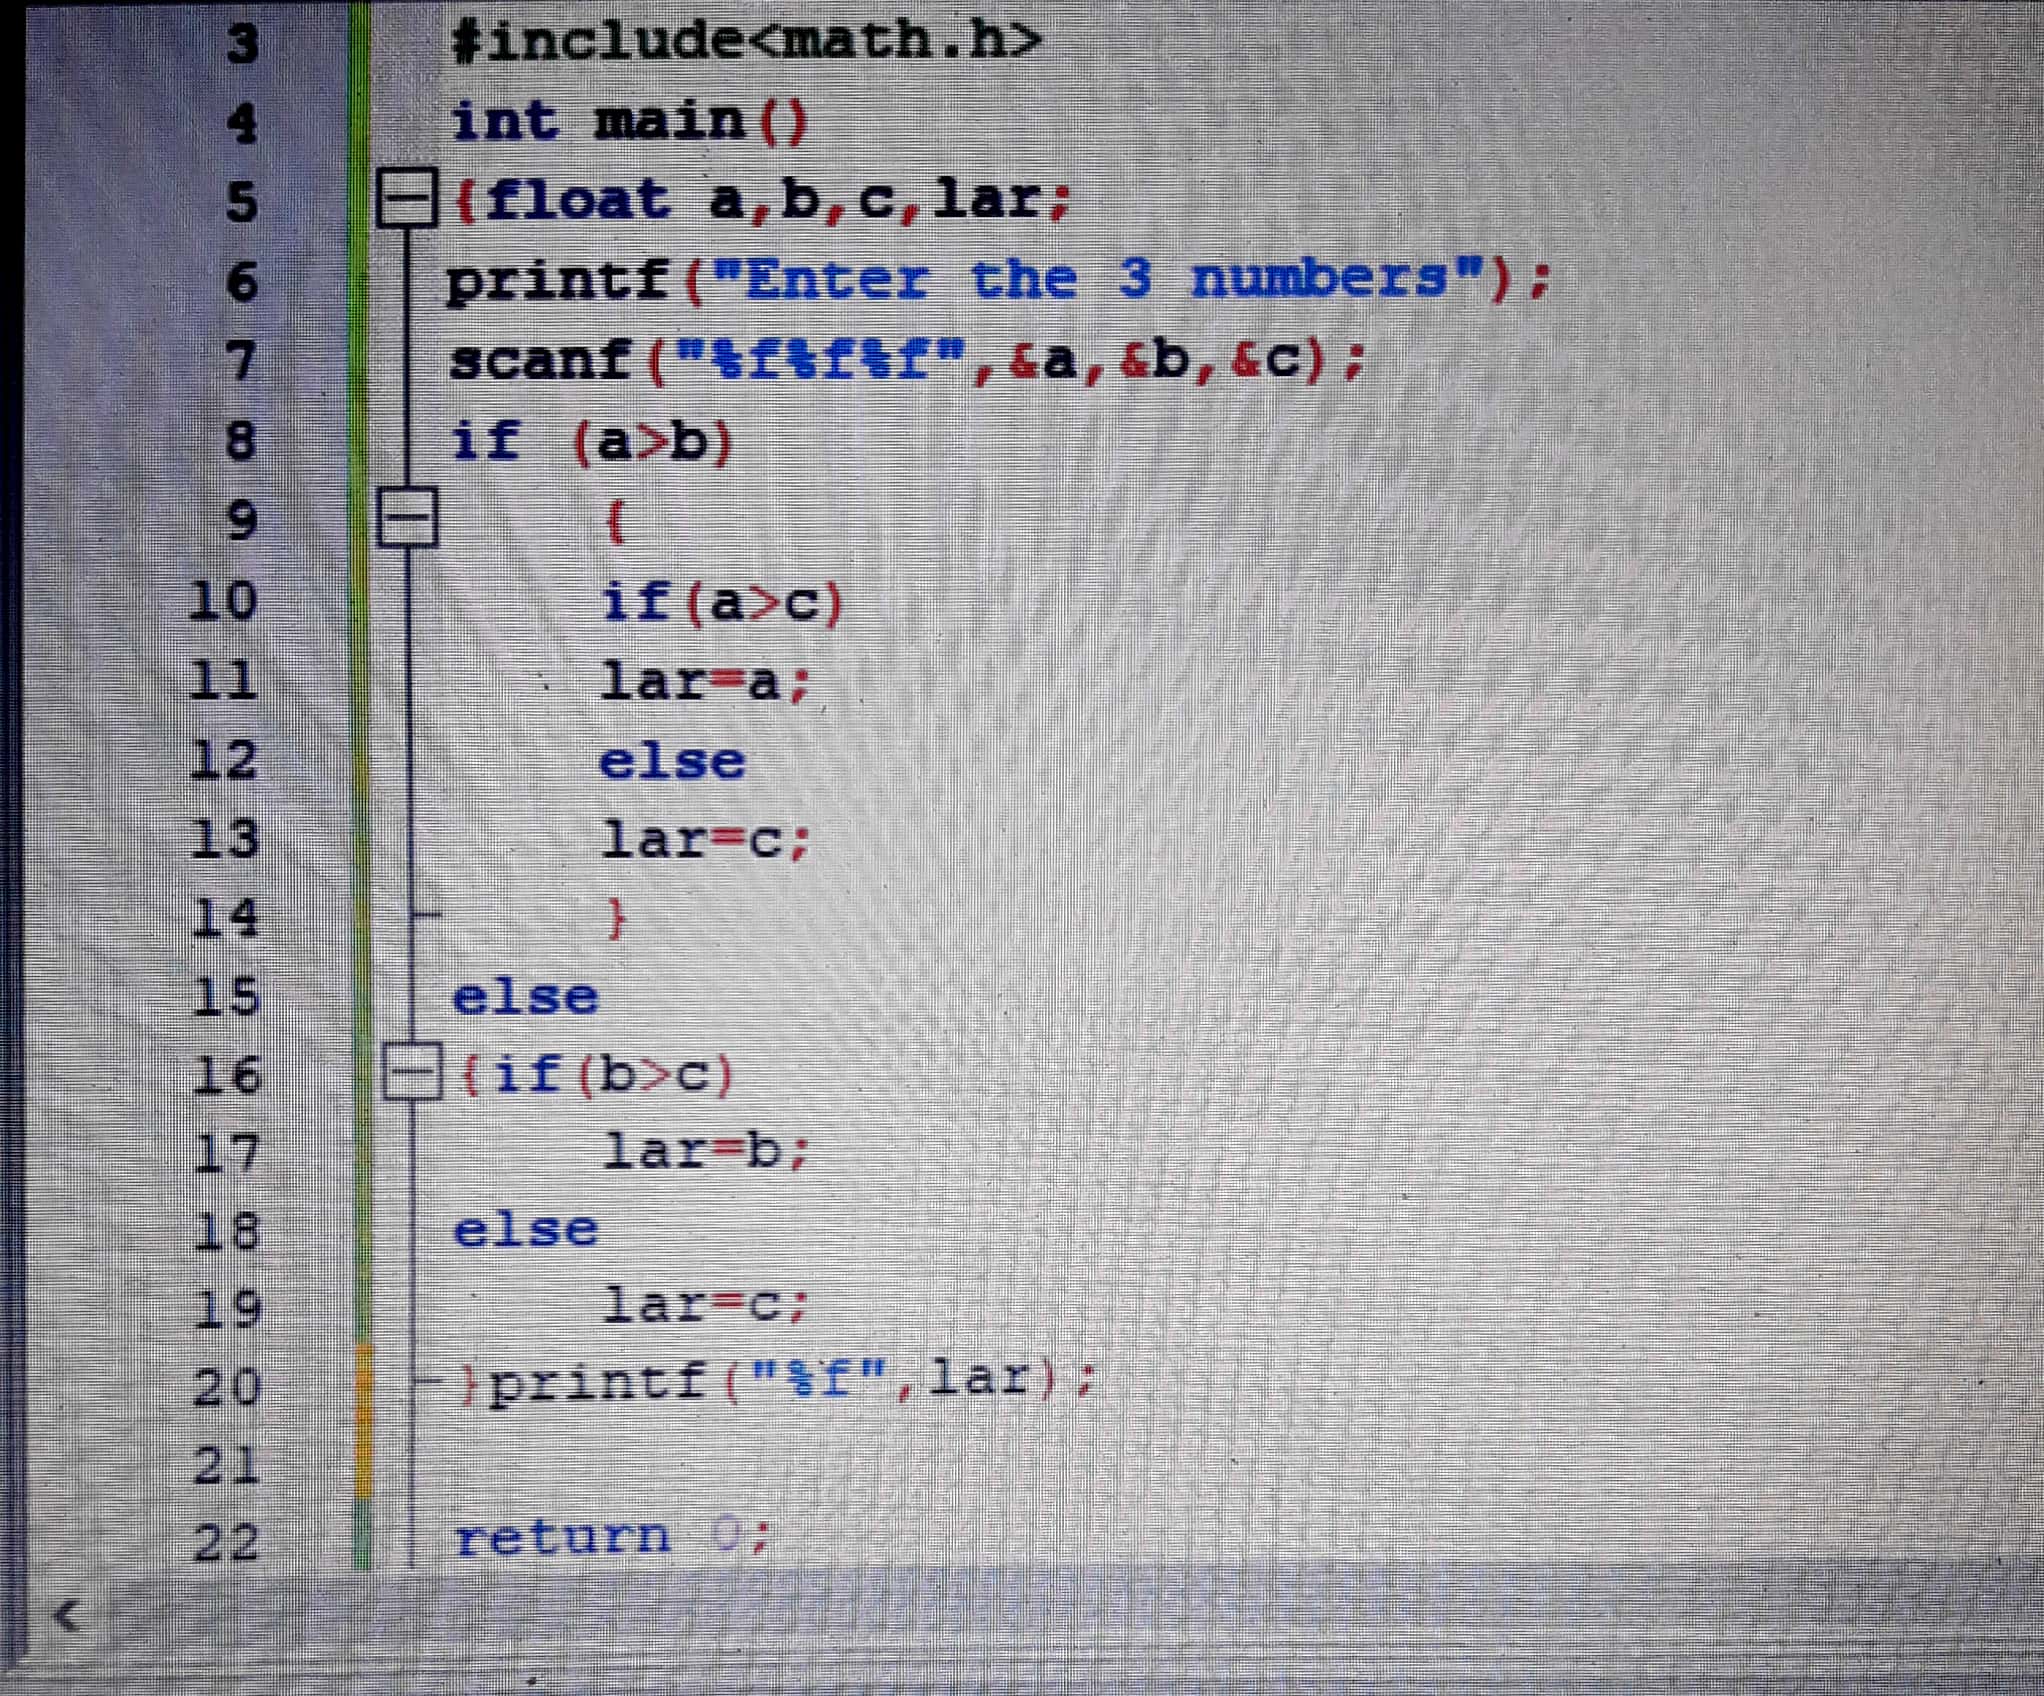 3 #include<math.h>
4 int main()
5 {float a,b,c,lar;
6 printf("Enter the 3 numbers");
7 scanf("%f%f%f",&a,&b,&c);
8 if (a>b)
9 {
10 if(a>c)
11 lar=a;
12 else
13 lar=c;
14 }
15 else
16 {if(b>c)
17 lar=b;
18 else
19 lar=c;
20 }printf("%f",lar);
21
22 return 0;